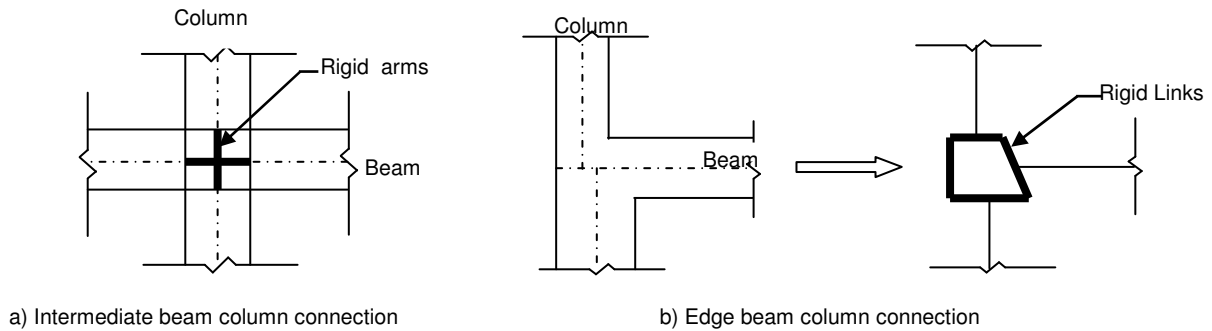 Column
Rigid arms
Beam
a) Intermediate beam column connection
Column
Beam
Rigid Links
b) Edge beam column connection